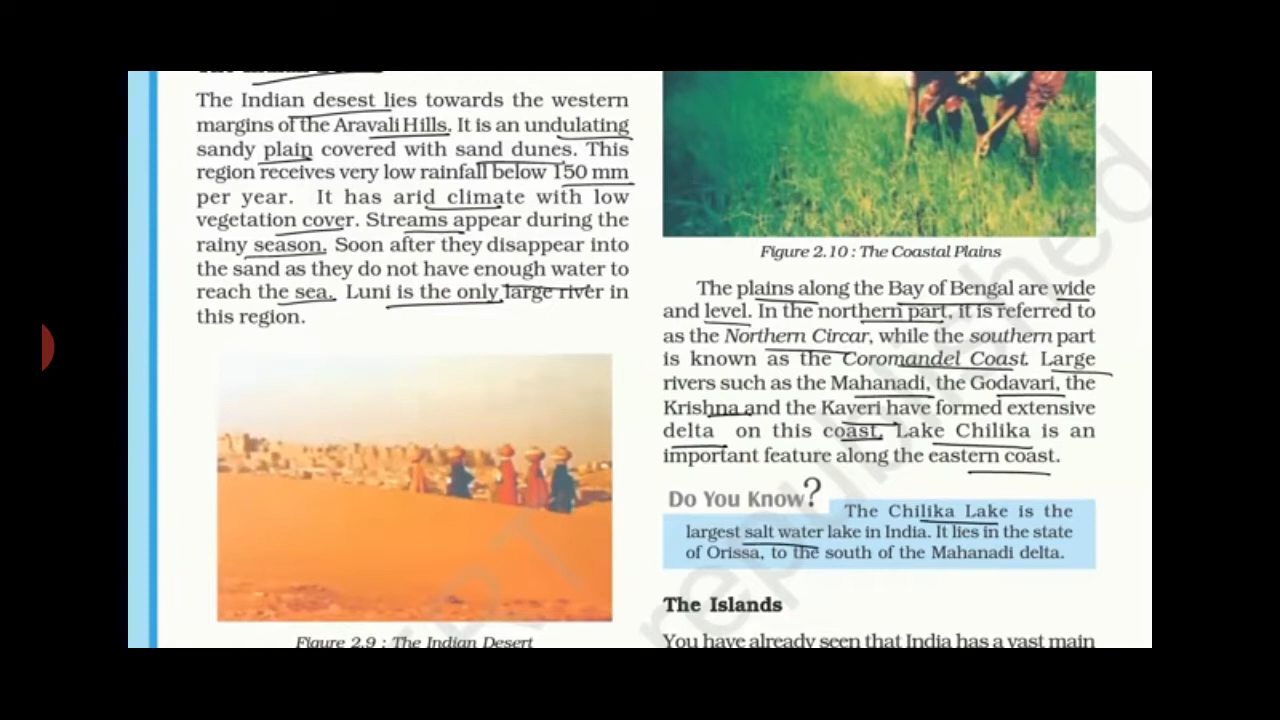 The Indian desest lies towards the western
margins of the Aravali Hills. It is an undulating
sandy plain covered with sand dunes. This
region receives very low rainfall below 150 mm
per year. It has arid climate with low
vegetation cover. Streams appear during the
rainy season. Soon after they disappear into
the sand as they do not have enough water to
reach the sea. Luni is the only large river in
this region.
Figure 2.9 : The Indian Desert
Figure 2.10 : The Coastal Plains
The plains along the Bay of Bengal are wide
and level. In the northern part, it is referred to
as the Northern Circar, while the southern part
is known as the Coromandel Coast. Large
rivers such as the Mahanadi, the Godavari, the
Krishna and the Kaveri have formed extensive
delta on this coast. Lake Chilika is an
important feature along the eastern coast.
Do You Know?
The Chilika Lake is the
largest salt water lake in India. It lies in the state
of Orissa, to the south of the Mahanadi delta.
The Islands
You have already seen that India has a vast main
republished